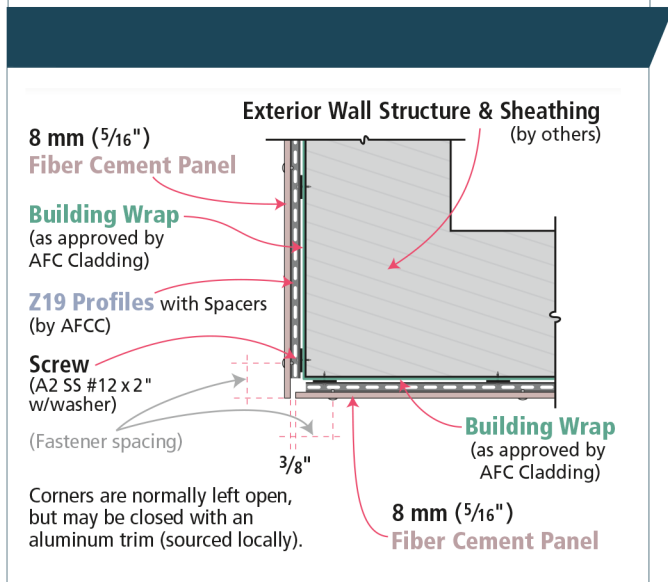 Exterior Wall Structure & Sheathing
(by others)
8 mm (5/16")
Fiber Cement Panel
Building Wrap
(as approved by
AFC Cladding)
Z19 Profiles with Spacers
(by AFCC)
Screw
(A2 SS #12 x 2"
w/washer)
(Fastener spacing)
3/8"
Building Wrap
(as approved by
AFC Cladding)
Corners are normally left open,
but may be closed with an
aluminum trim (sourced locally).
8 mm (5/16")
Fiber Cement Panel